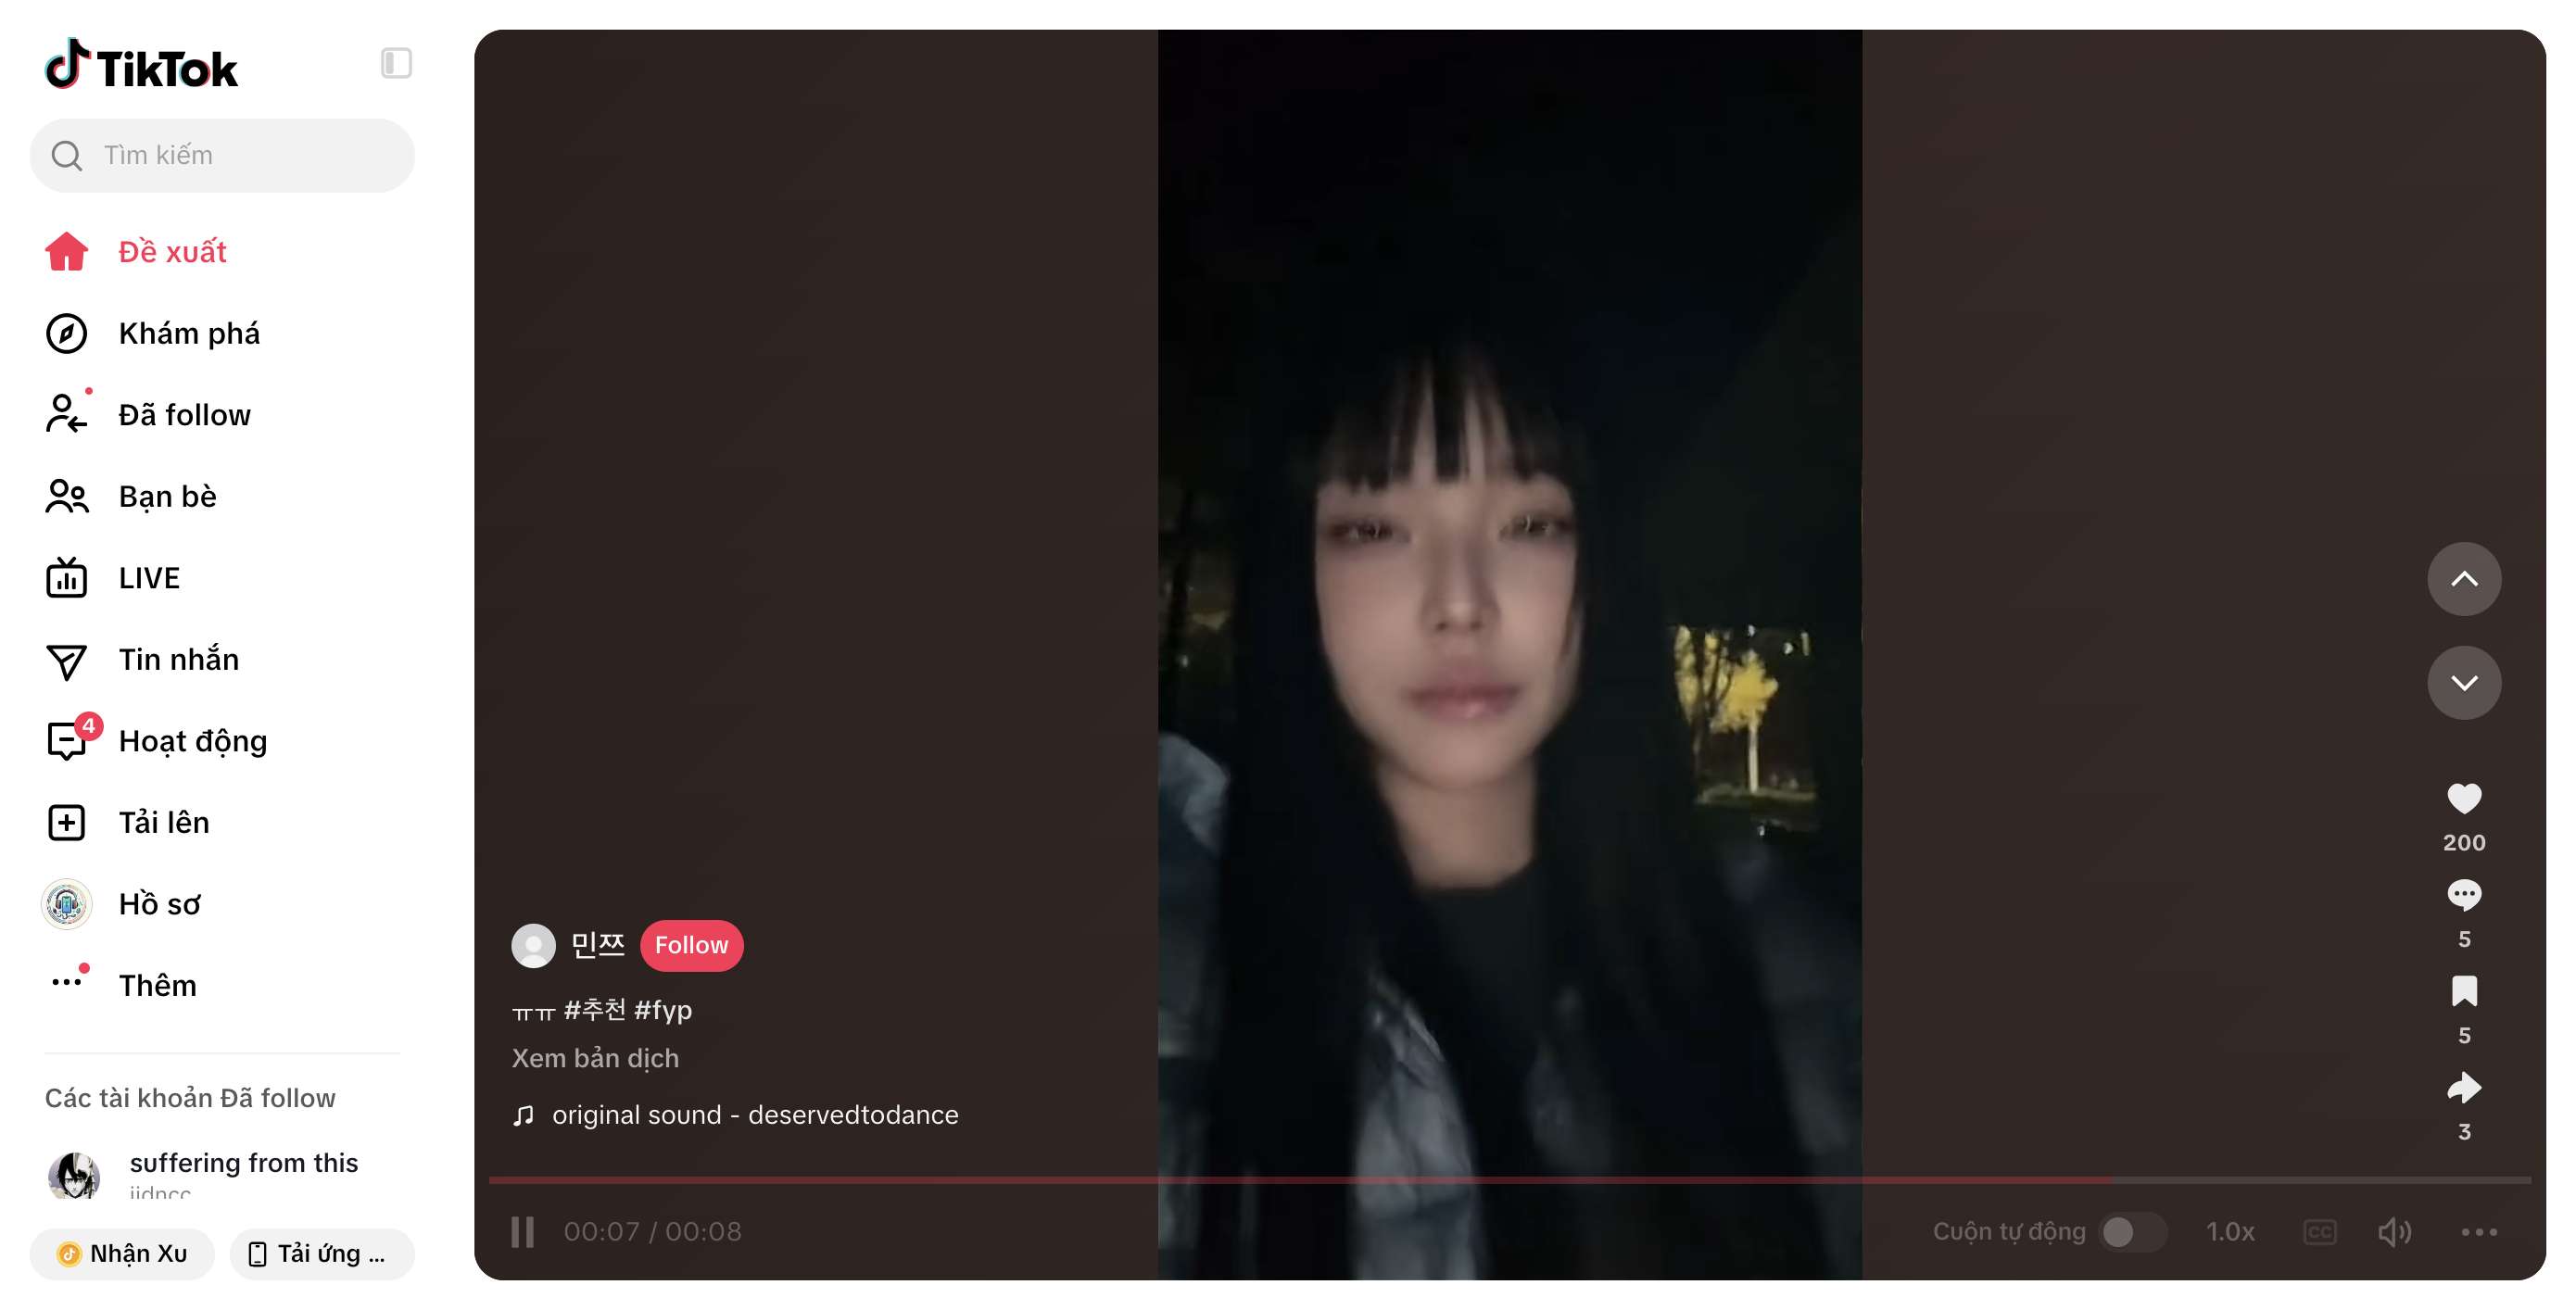 TikTok
Tìm kiếm
Đề xuất
Khám phá
Đã follow
Bạn bè
LIVE
Tin nhắn
4
Hoạt động
Tải lên
Hồ sơ
Thêm
Các tài khoản Đã follow
suffering from this
iidncc
Nhận Xu
Tải ứng ...
민쯔 Follow
ㅠㅠ #추천 #fyp
Xem bản dịch
original sound - deservedtodance
00:07 / 00:08
200
5
5
3
Cuộn tự động
1.0x
CC